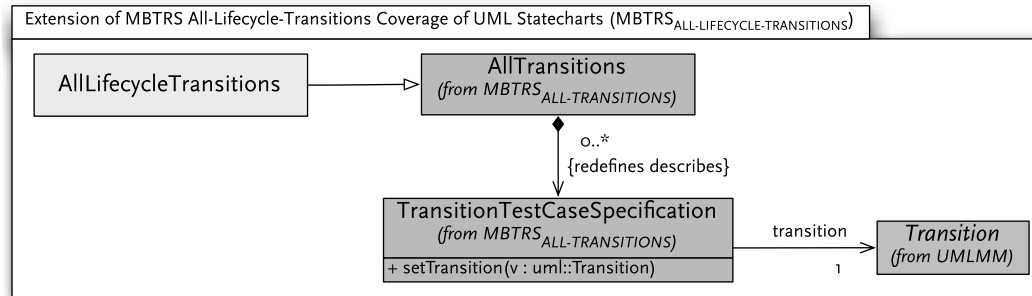 Extension of MBTRS All-Lifecycle-Transitions Coverage of UML Statecharts (MBTRSALL-LIFECYCLE-TRANSITIONS)
AllLifecycleTransitions
AllTransitions
(from MBTRSALL-TRANSITIONS)
0..*
{redefines describes}
TransitionTestCaseSpecification
(from MBTRSALL-TRANSITIONS)
+ setTransition(v : uml::Transition)
transition
1
Transition
(from UMLMM)